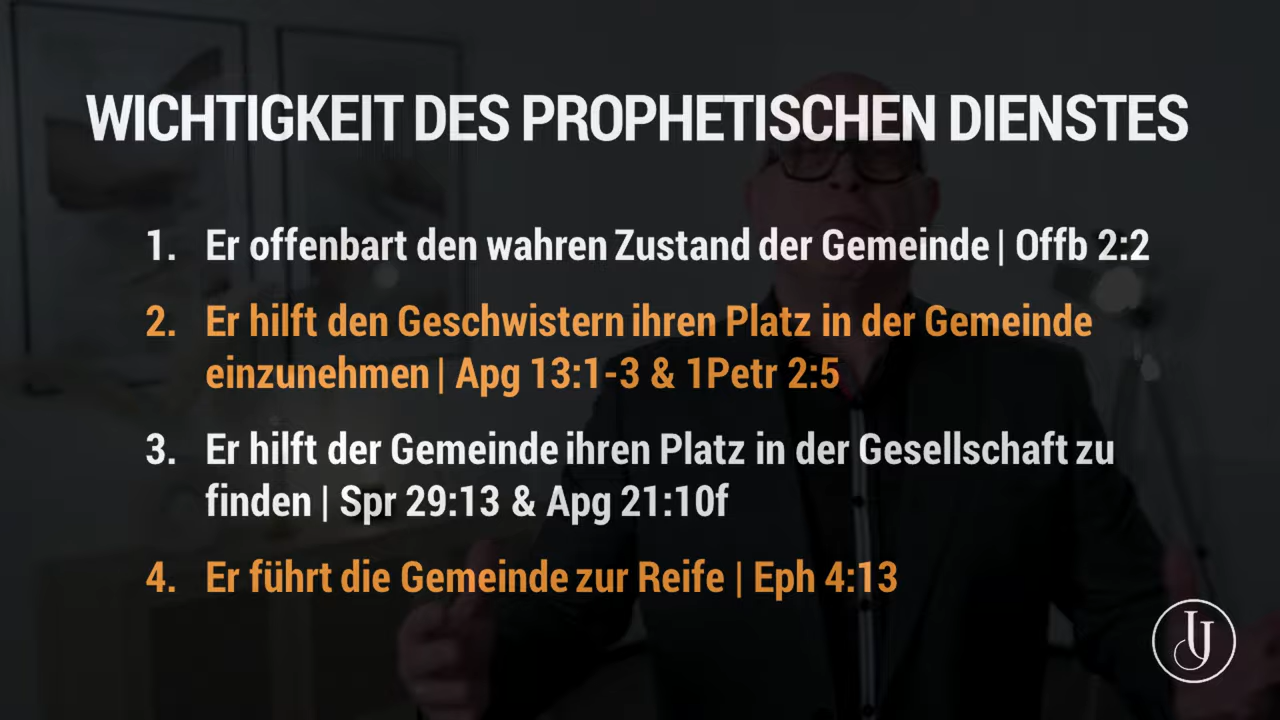 WICHTIGKEIT DES PROPHETISCHEN DIENSTES
1. Er offenbart den wahren Zustand der Gemeinde | Offb 2:2
2. Er hilft den Geschwistern ihren Platz in der Gemeinde
einzunehmen | Apg 13:1-3 & 1Petr 2:5
3. Er hilft der Gemeinde ihren Platz in der Gesellschaft zu
finden | Spr 29:13 & Apg 21:10f
4. Er führt die Gemeinde zur Reife | Eph 4:13